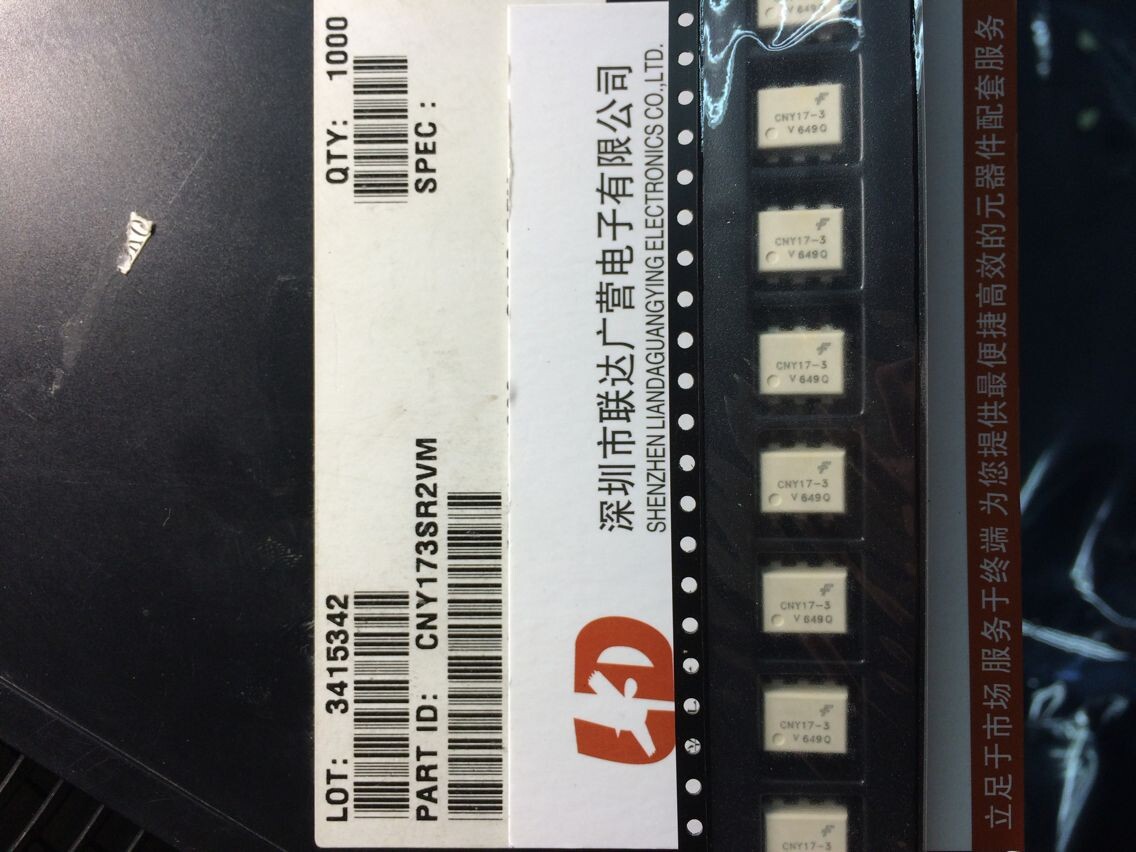 LOT: 3415342
QTY: 1000
PART ID: CNY173SR2VM
SPEC :
深圳市联达广营电子有限公司
SHENZHEN LIANDAGUANGYING ELECTRONICS CO.,LTD.
V 649Q
CNY17-3
V 649Q
CNY17-3
V 649Q
CNY17-3
V 649Q
CNY17-3
V 649Q
CNY17-3
V 649Q
CNY17-3
V 649Q
CNY17-3
立足于市场 服务于终端 为您提供最便捷高效的元器件配套服务